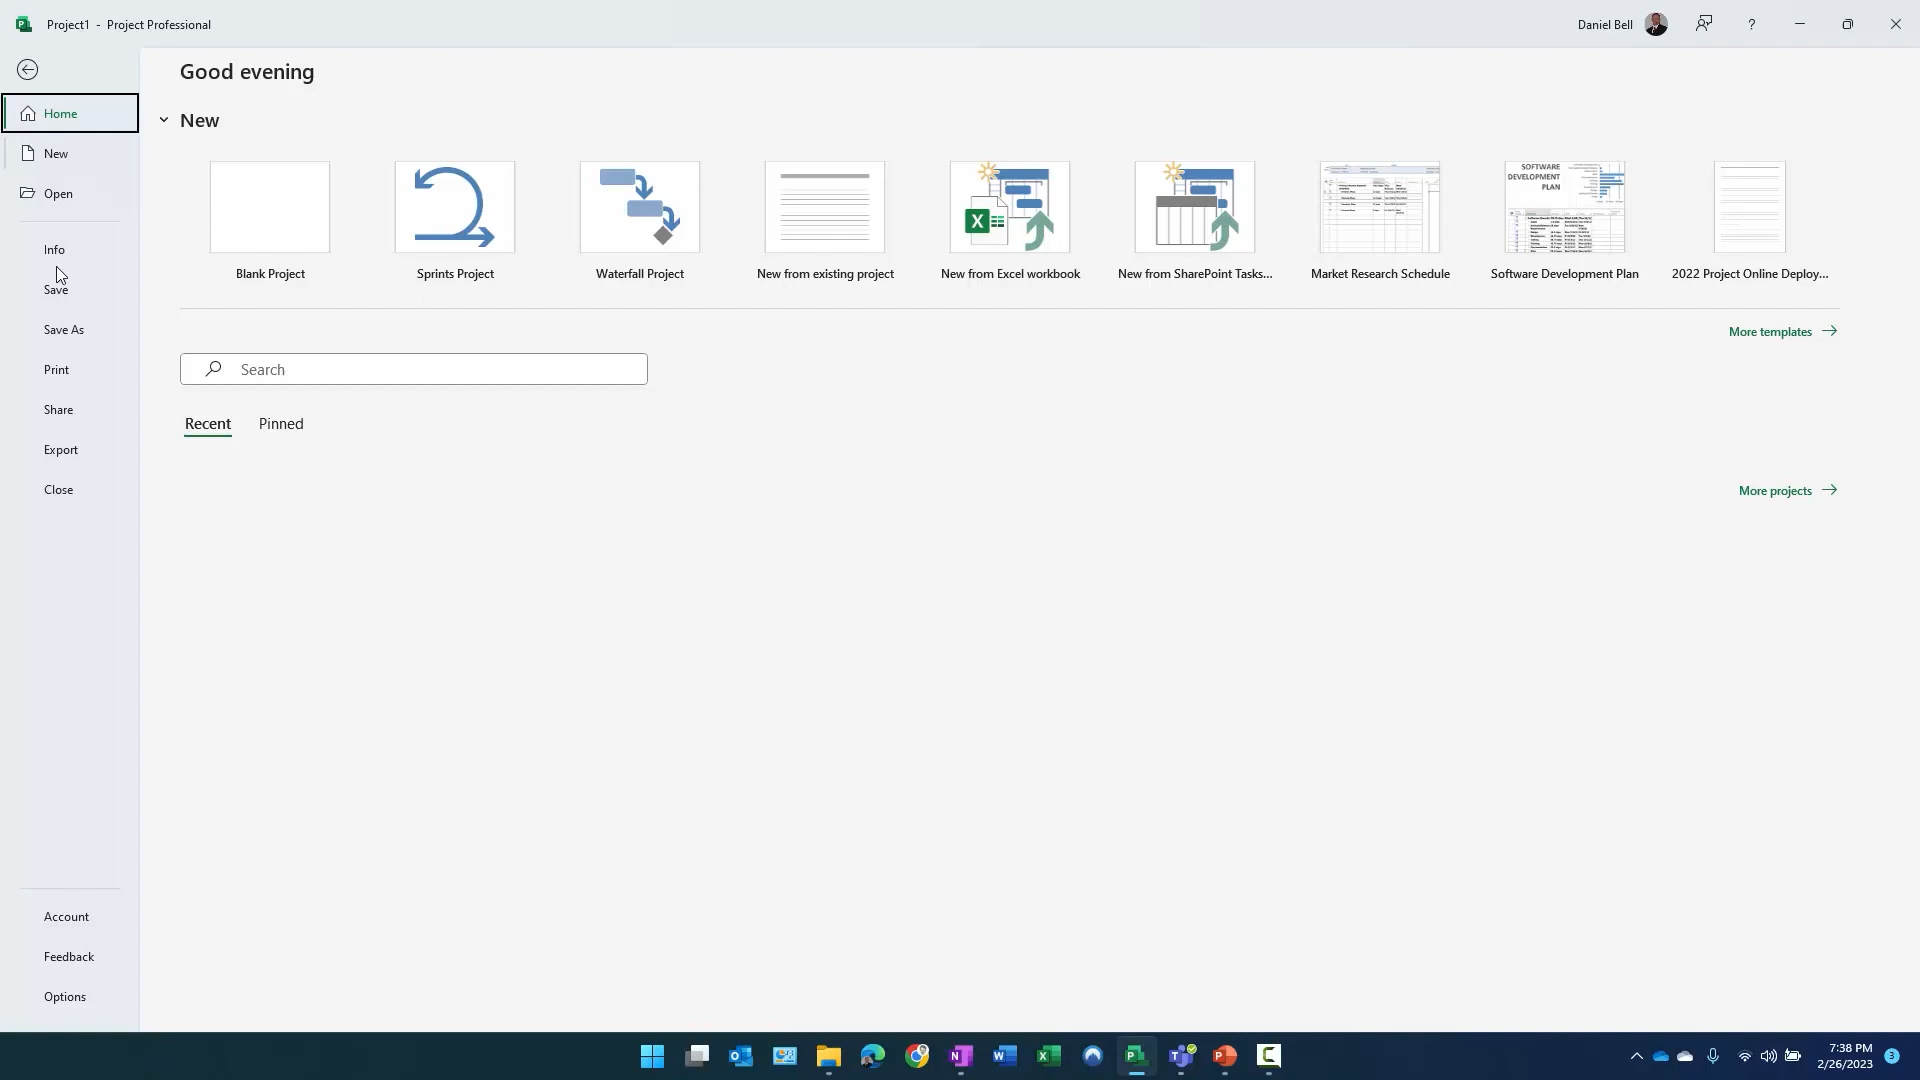 Project1 - Project Professional
Daniel Bell
?
Good evening
Home
New
New
Open
Blank Project
Sprints Project
Waterfall Project
New from existing project
New from Excel workbook
New from SharePoint Tasks...
Market Research Schedule
SOFTWARE
DEVELOPMENT
PLAN
Software Development Plan
2022 Project Online Deploy...
Info
Save
Save As
Print
Share
Export
Close
More templates
Search
Recent
Pinned
More projects
Account
Feedback
Options
7:38 PM
2/26/2023
3